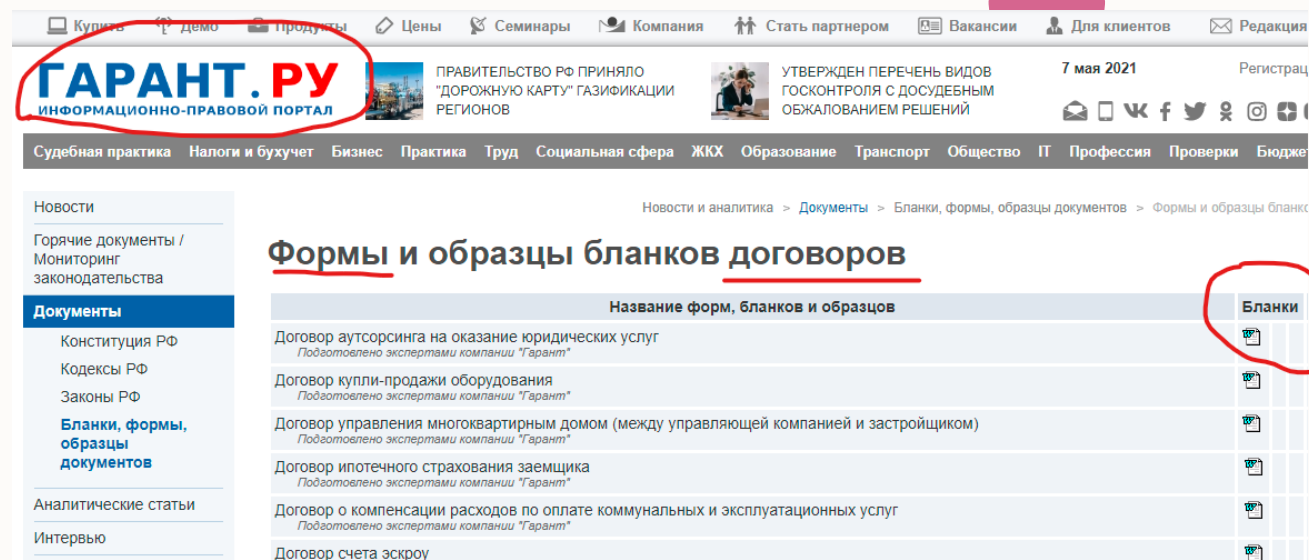 Купить Демо Продукты Цены Семинары Компания Стать партнером Вакансии Для клиентов Редакция
ГАРАНТ.РУ
ИНФОРМАЦИОННО-ПРАВОВОЙ ПОРТАЛ
ПРАВИТЕЛЬСТВО РФ ПРИНЯЛО
"ДОРОЖНУЮ КАРТУ" ГАЗИФИКАЦИИ
РЕГИОНОВ
УТВЕРЖДЕН ПЕРЕЧЕНЬ ВИДОВ
ГОСКОНТРОЛЯ С ДОСУДЕБНЫМ
ОБЖАЛОВАНИЕМ РЕШЕНИЙ
7 мая 2021 Регистрац
Судебная практика Налоги и бухучет Бизнес Практика Труд Социальная сфера ЖКХ Образование Транспорт Общество IT Профессия Проверки Бюджет
Новости
Горячие документы /
Мониторинг
законодательства
Документы
Конституция РФ
Кодексы РФ
Законы РФ
Бланки, формы,
образцы
документов
Аналитические статьи
Интервью
Новости и аналитика > Документы > Бланки, формы, образцы документов > Формы и образцы бланко
Формы и образцы бланков договоров
Название форм, бланков и образцов Бланки
Договор аутсорсинга на оказание юридических услуг
Подготовлено экспертами компании "Гарант"
Договор купли-продажи оборудования
Подготовлено экспертами компании "Гарант"
Договор управления многоквартирным домом (между управляющей компанией и застройщиком)
Подготовлено экспертами компании "Гарант"
Договор ипотечного страхования заемщика
Подготовлено экспертами компании "Гарант"
Договор о компенсации расходов по оплате коммунальных и эксплуатационных услуг
Подготовлено экспертами компании "Гарант"
Договор счета эскроу